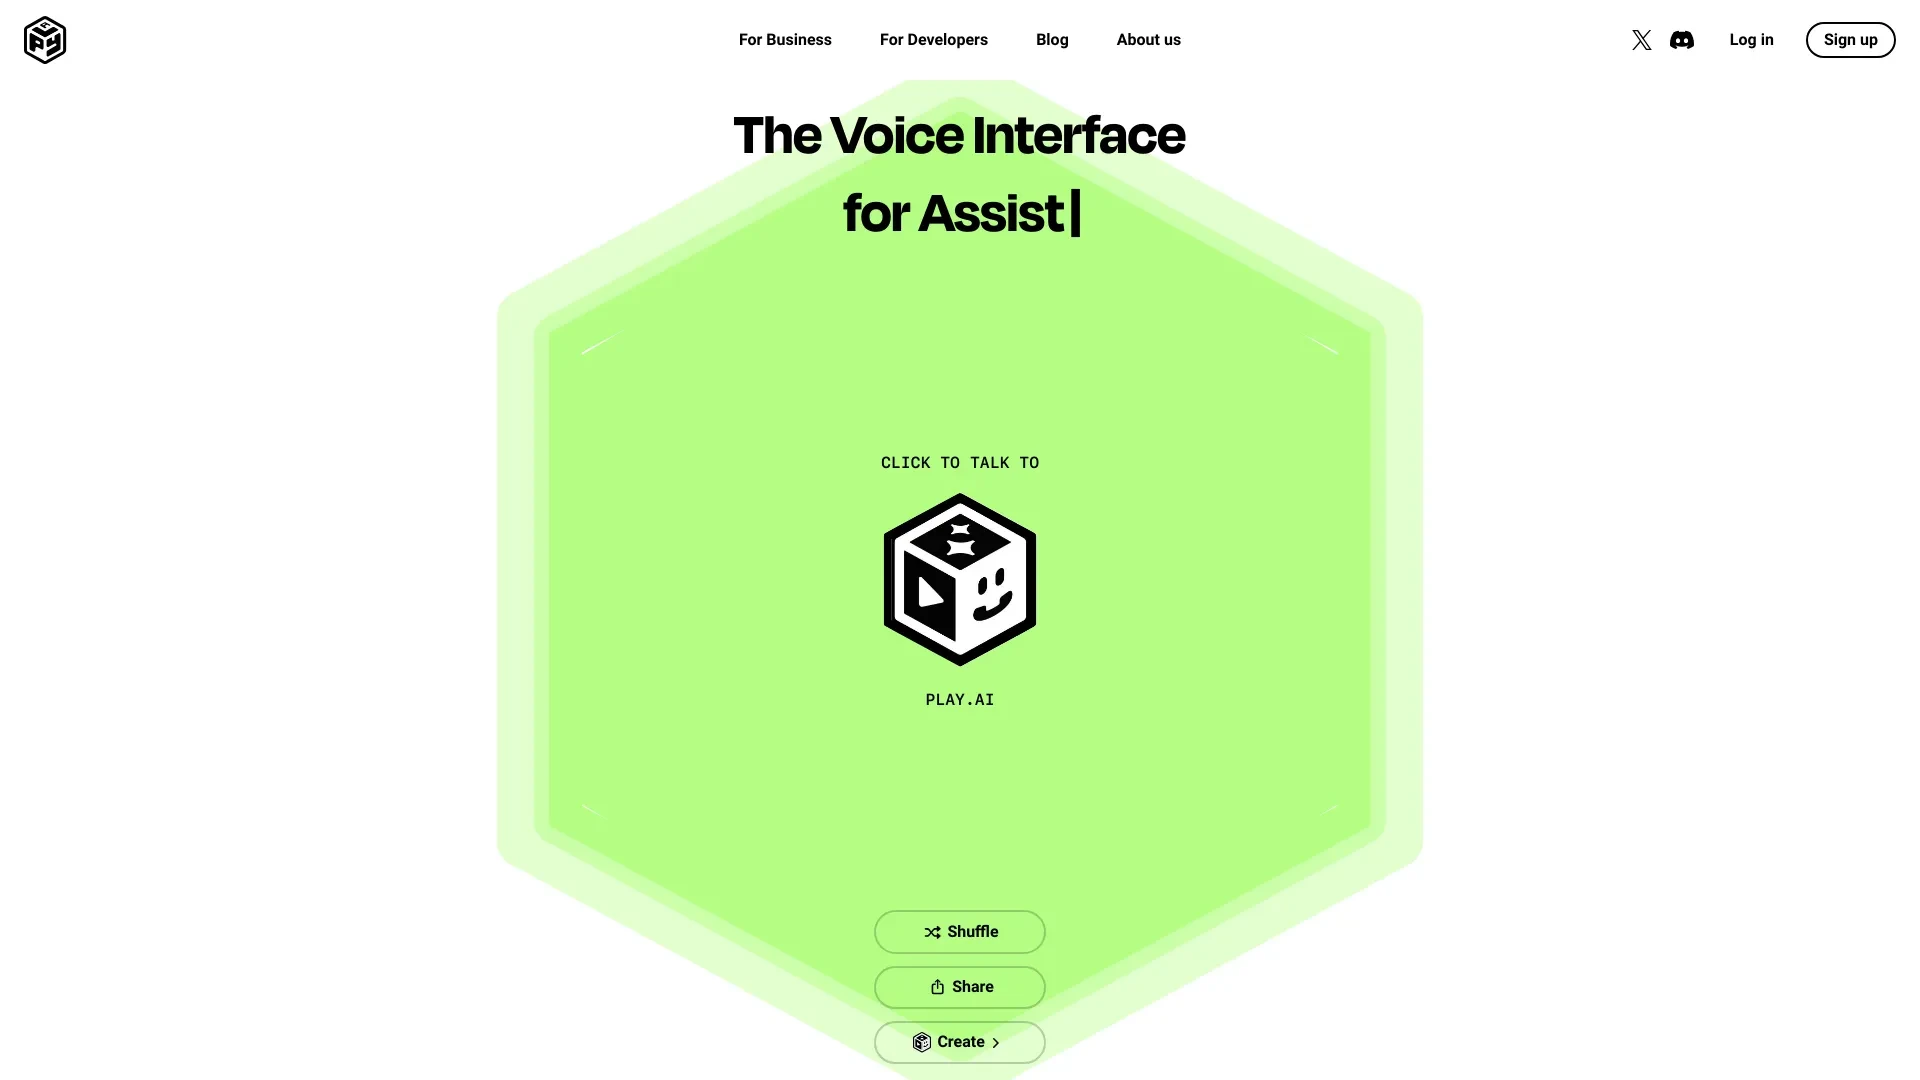 For Business
For Developers
Blog
About us
Log in
Sign up
The Voice Interface
for Assist
CLICK TO TALK TO
PLAY.AI
Shuffle
Share
Create